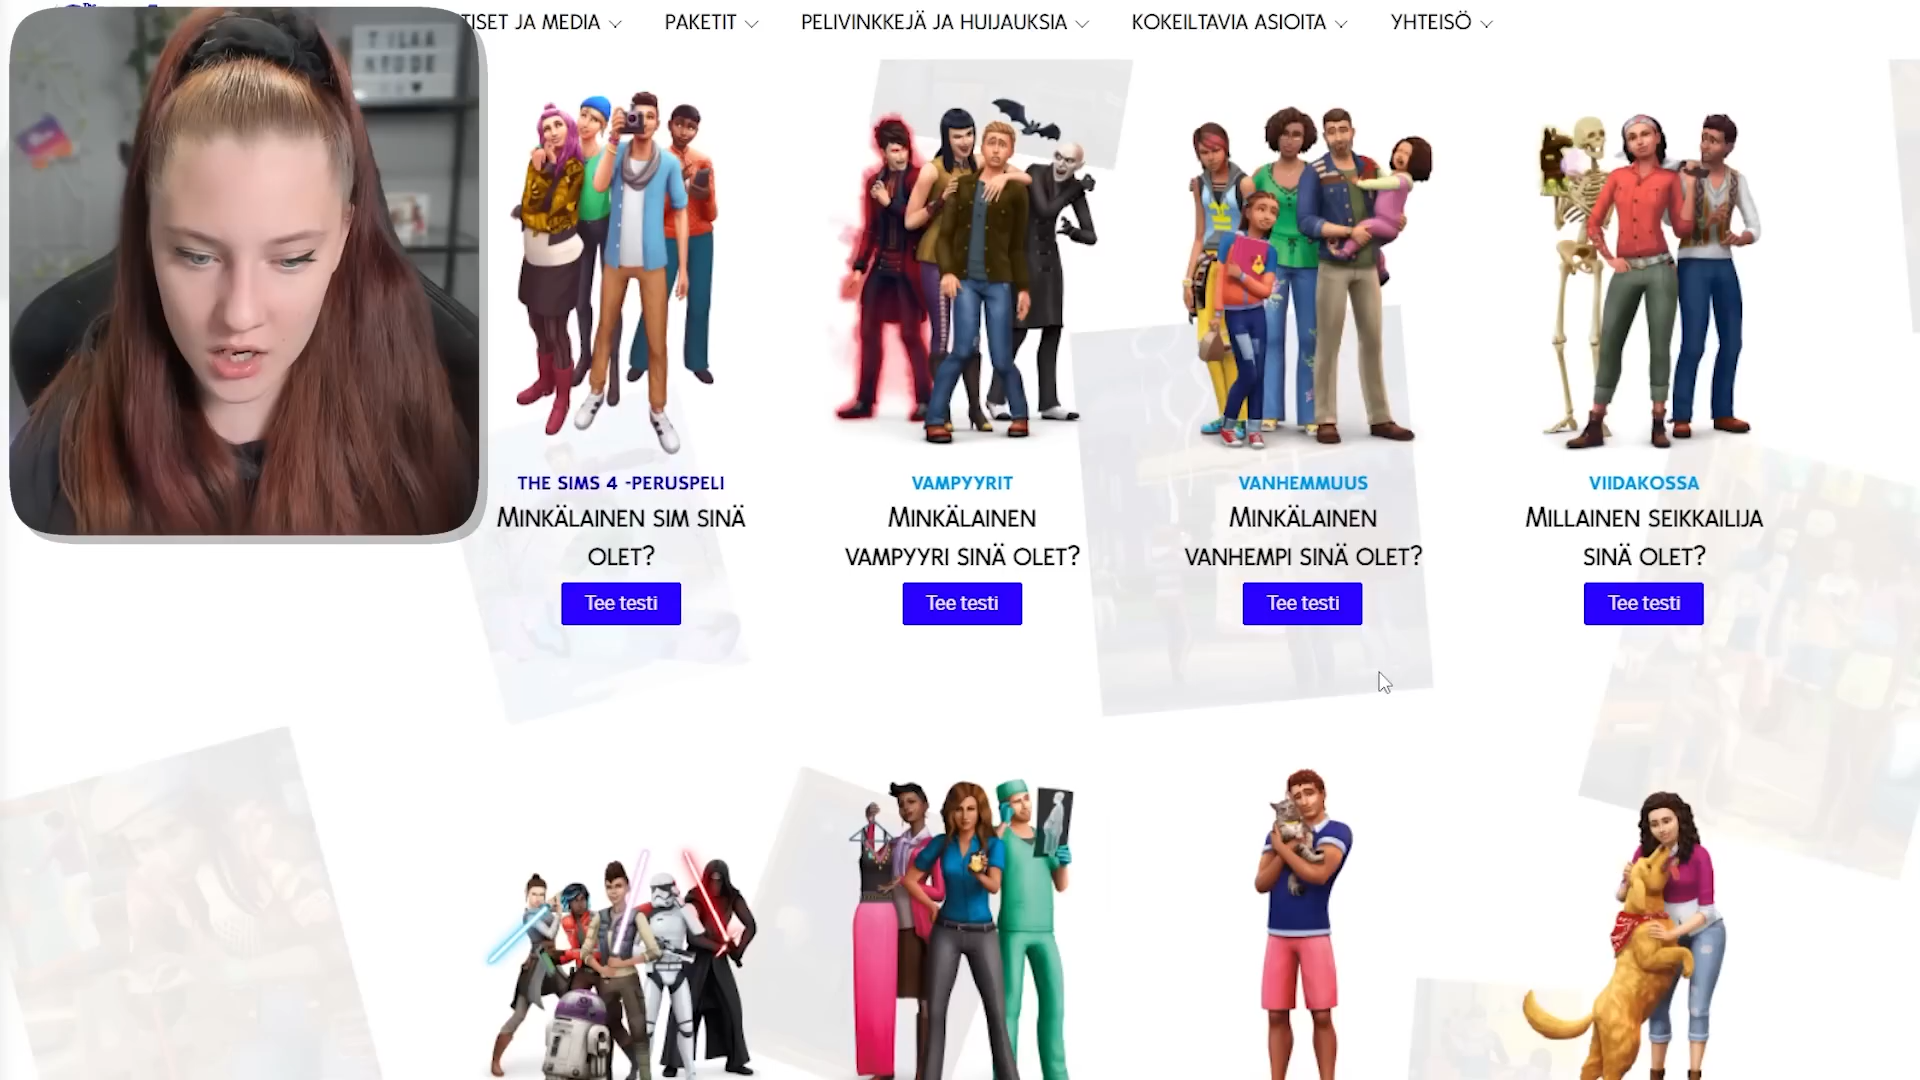 TISET JA MEDIA
PAKETIT
PELIVINKKEJÄ JA HUIJAUKSIA
KOKEILTAVIA ASIOITA
YHTEISÖ
TILAA
THE SIMS 4 -PERUSPELI
MINKÄLAINEN SIM SINÄ
OLET?
Tee testi
VAMPYYRIT
MINKÄLAINEN
VAMPYYRI SINÄ OLET?
Tee testi
VANHEMMUUS
MINKÄLAINEN
VANHEMPI SINÄ OLET?
Tee testi
VIIDAKOSSA
MILLAINEN SEIKKAILIJA
SINÄ OLET?
Tee testi